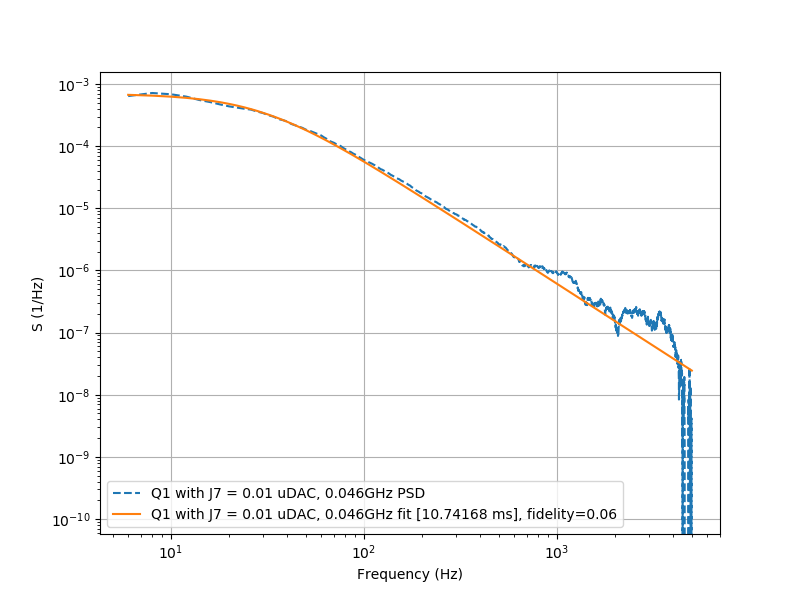 10⁻³
10⁻⁴
10⁻⁵
10⁻⁶
10⁻⁷
10⁻⁸
10⁻⁹
10⁻¹⁰
S (1/Hz)
Q1 with J7 = 0.01 uDAC, 0.046GHz PSD
Q1 with J7 = 0.01 uDAC, 0.046GHz fit [10.74168 ms], fidelity=0.06
10¹ 10² 10³
Frequency (Hz)